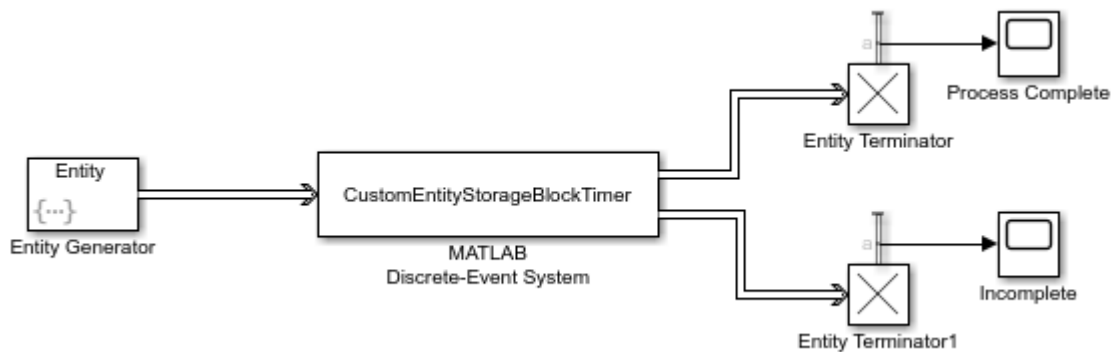 a
Process Complete
Entity Terminator
Entity
{...}
Entity Generator
CustomEntityStorageBlockTimer
MATLAB
Discrete-Event System
a
Incomplete
Entity Terminator1